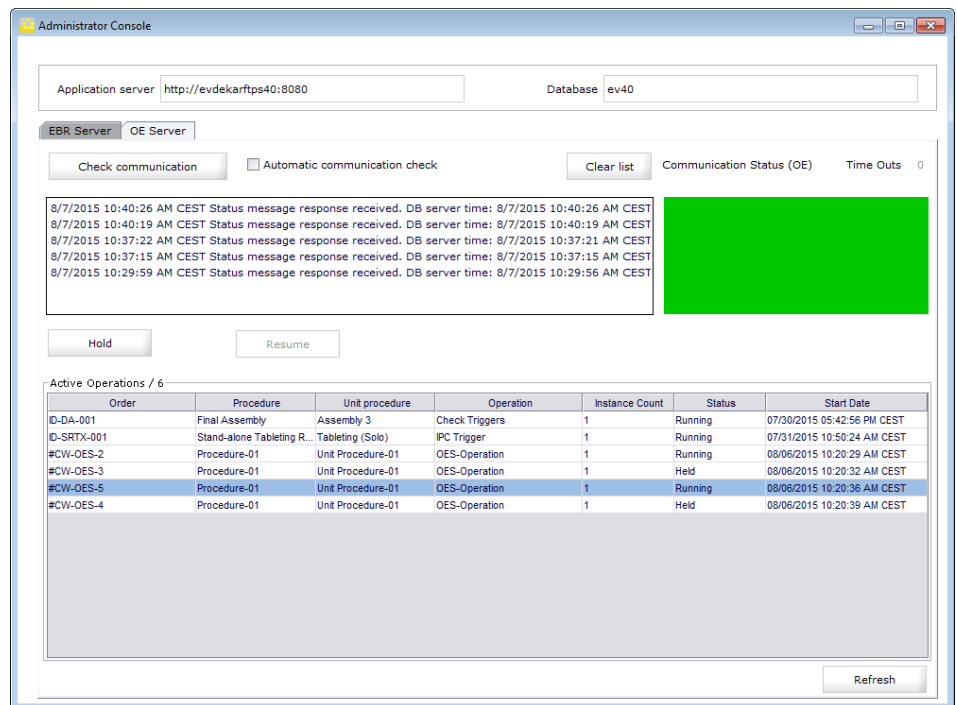 Administrator Console
Application server http://evdekarftps40:8080 Database ev40
EBR Server OE Server
Check communication Automatic communication check Clear list Communication Status (OE) Time Outs 0
8/7/2015 10:40:26 AM CEST Status message response received. DB server time: 8/7/2015 10:40:26 AM CEST
8/7/2015 10:40:19 AM CEST Status message response received. DB server time: 8/7/2015 10:40:19 AM CEST
8/7/2015 10:37:22 AM CEST Status message response received. DB server time: 8/7/2015 10:37:21 AM CEST
8/7/2015 10:37:15 AM CEST Status message response received. DB server time: 8/7/2015 10:37:15 AM CEST
8/7/2015 10:29:59 AM CEST Status message response received. DB server time: 8/7/2015 10:29:56 AM CEST
Hold Resume
Active Operations / 6
Order Procedure Unit procedure Operation Instance Count Status Start Date
ID-DA-001 Final Assembly Assembly 3 Check Triggers 1 Running 07/30/2015 05:42:56 PM CEST
ID-SRTX-001 Stand-alone Tableting R... Tableting (Solo) IPC Trigger 1 Running 07/31/2015 10:50:24 AM CEST
#CW-OES-2 Procedure-01 Unit Procedure-01 OES-Operation 1 Running 08/06/2015 10:20:29 AM CEST
#CW-OES-3 Procedure-01 Unit Procedure-01 OES-Operation 1 Held 08/06/2015 10:20:32 AM CEST
#CW-OES-5 Procedure-01 Unit Procedure-01 OES-Operation 1 Running 08/06/2015 10:20:36 AM CEST
#CW-OES-4 Procedure-01 Unit Procedure-01 OES-Operation 1 Held 08/06/2015 10:20:39 AM CEST
Refresh